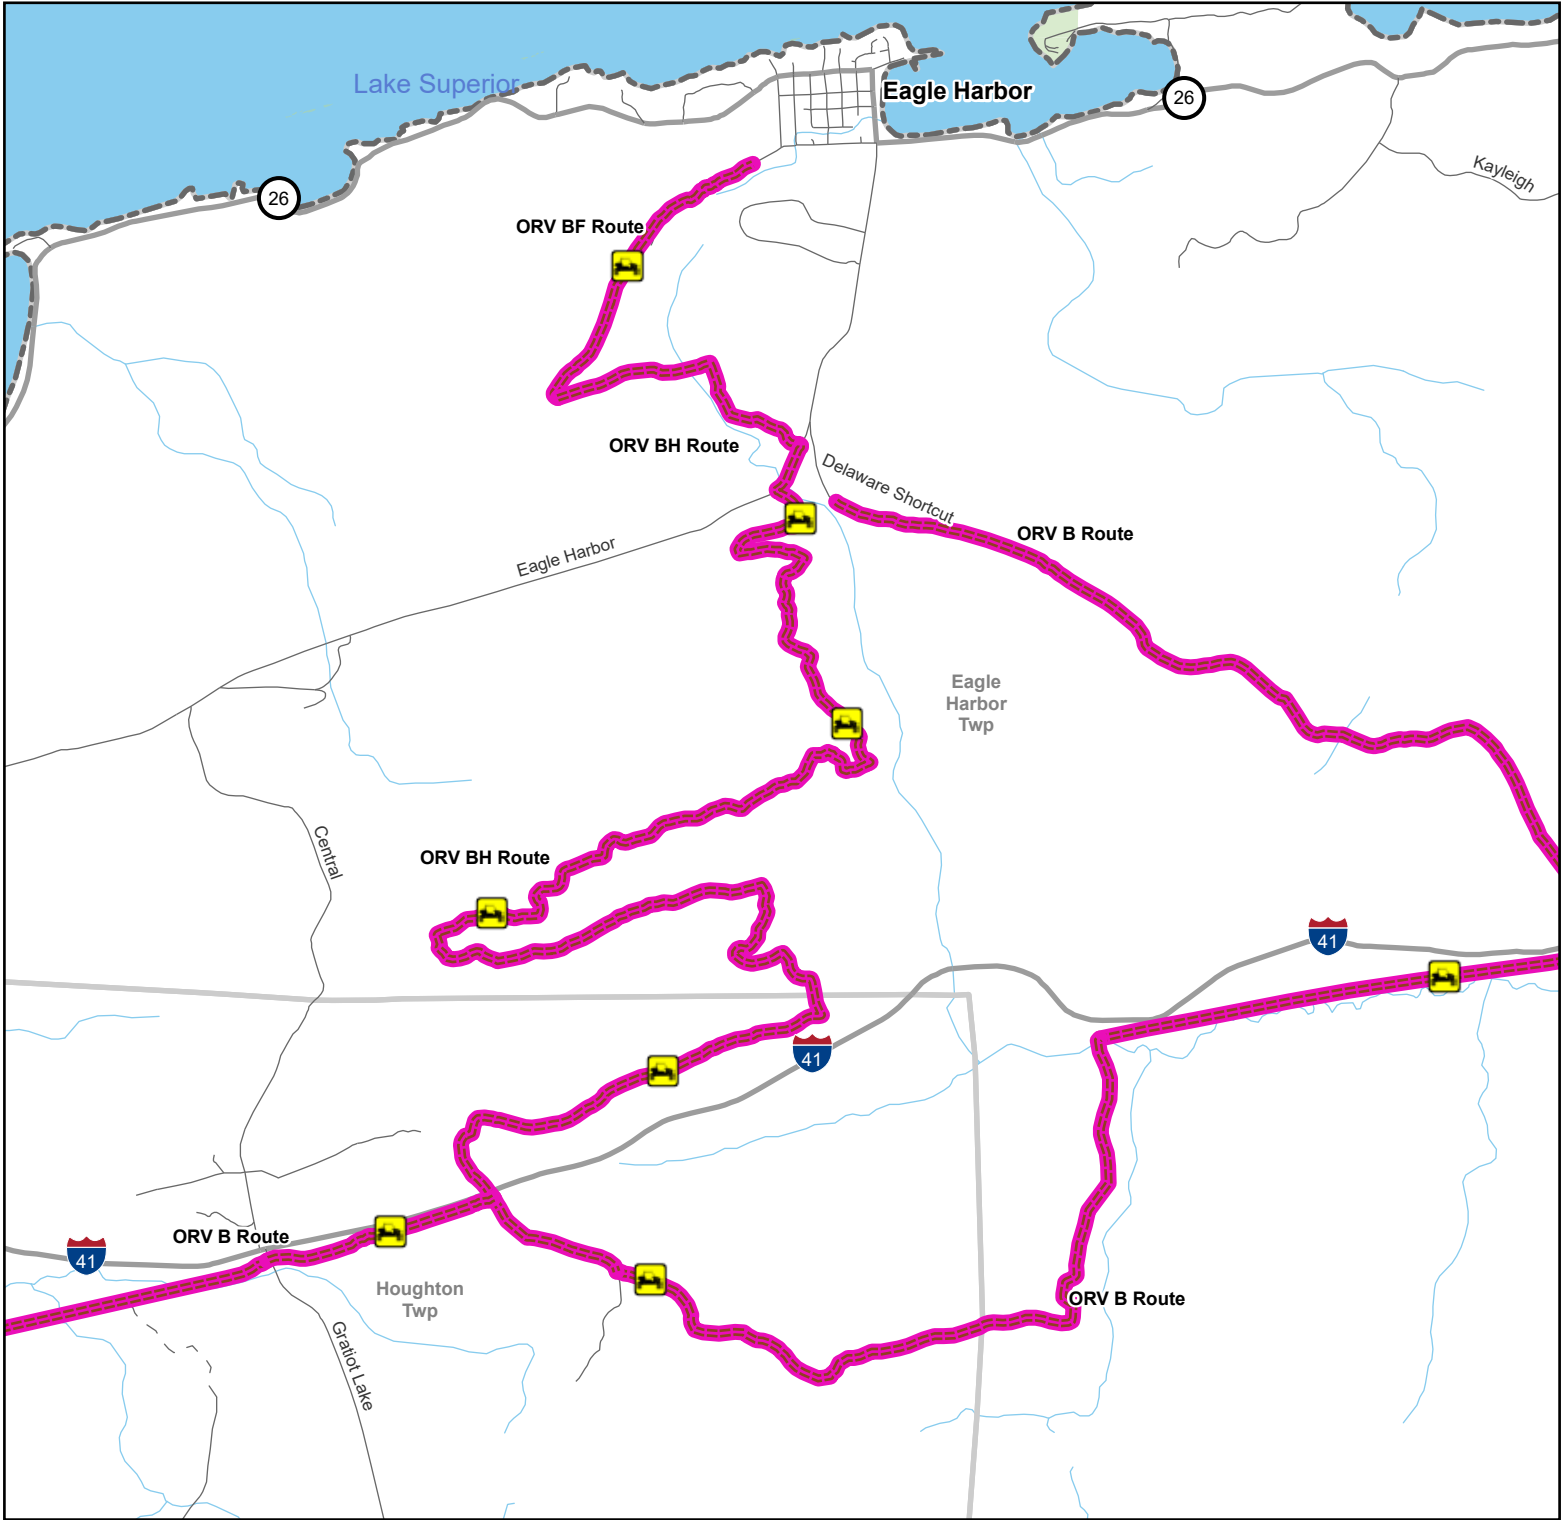 Lake Superior
Eagle Harbor
26
Kayleigh
26
ORV BF Route
ORV BH Route
Delaware Shortcut
ORV B Route
Eagle Harbor
Eagle
Harbor
Twp
Central
ORV BH Route
41
41
ORV B Route
41
Houghton
Twp
ORV B Route
Gratiot Lake